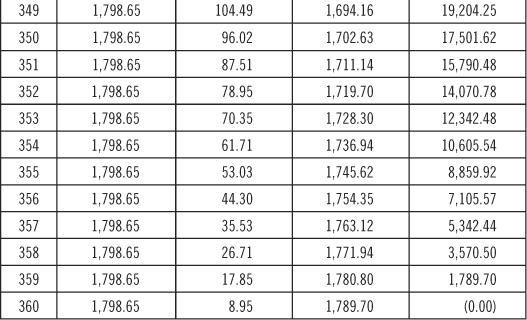 349 1,798.65 104.49 1,694.16 19,204.25
350 1,798.65 96.02 1,702.63 17,501.62
351 1,798.65 87.51 1,711.14 15,790.48
352 1,798.65 78.95 1,719.70 14,070.78
353 1,798.65 70.35 1,728.30 12,342.48
354 1,798.65 61.71 1,736.94 10,605.54
355 1,798.65 53.03 1,745.62 8,859.92
356 1,798.65 44.30 1,754.35 7,105.57
357 1,798.65 35.53 1,763.12 5,342.44
358 1,798.65 26.71 1,771.94 3,570.50
359 1,798.65 17.85 1,780.80 1,789.70
360 1,798.65 8.95 1,789.70 (0.00)